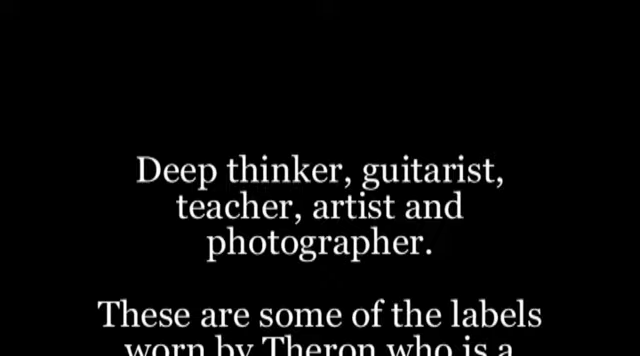 Deep thinker, guitarist,
teacher, artist and
photographer.
These are some of the labels
worn by Theron who is a